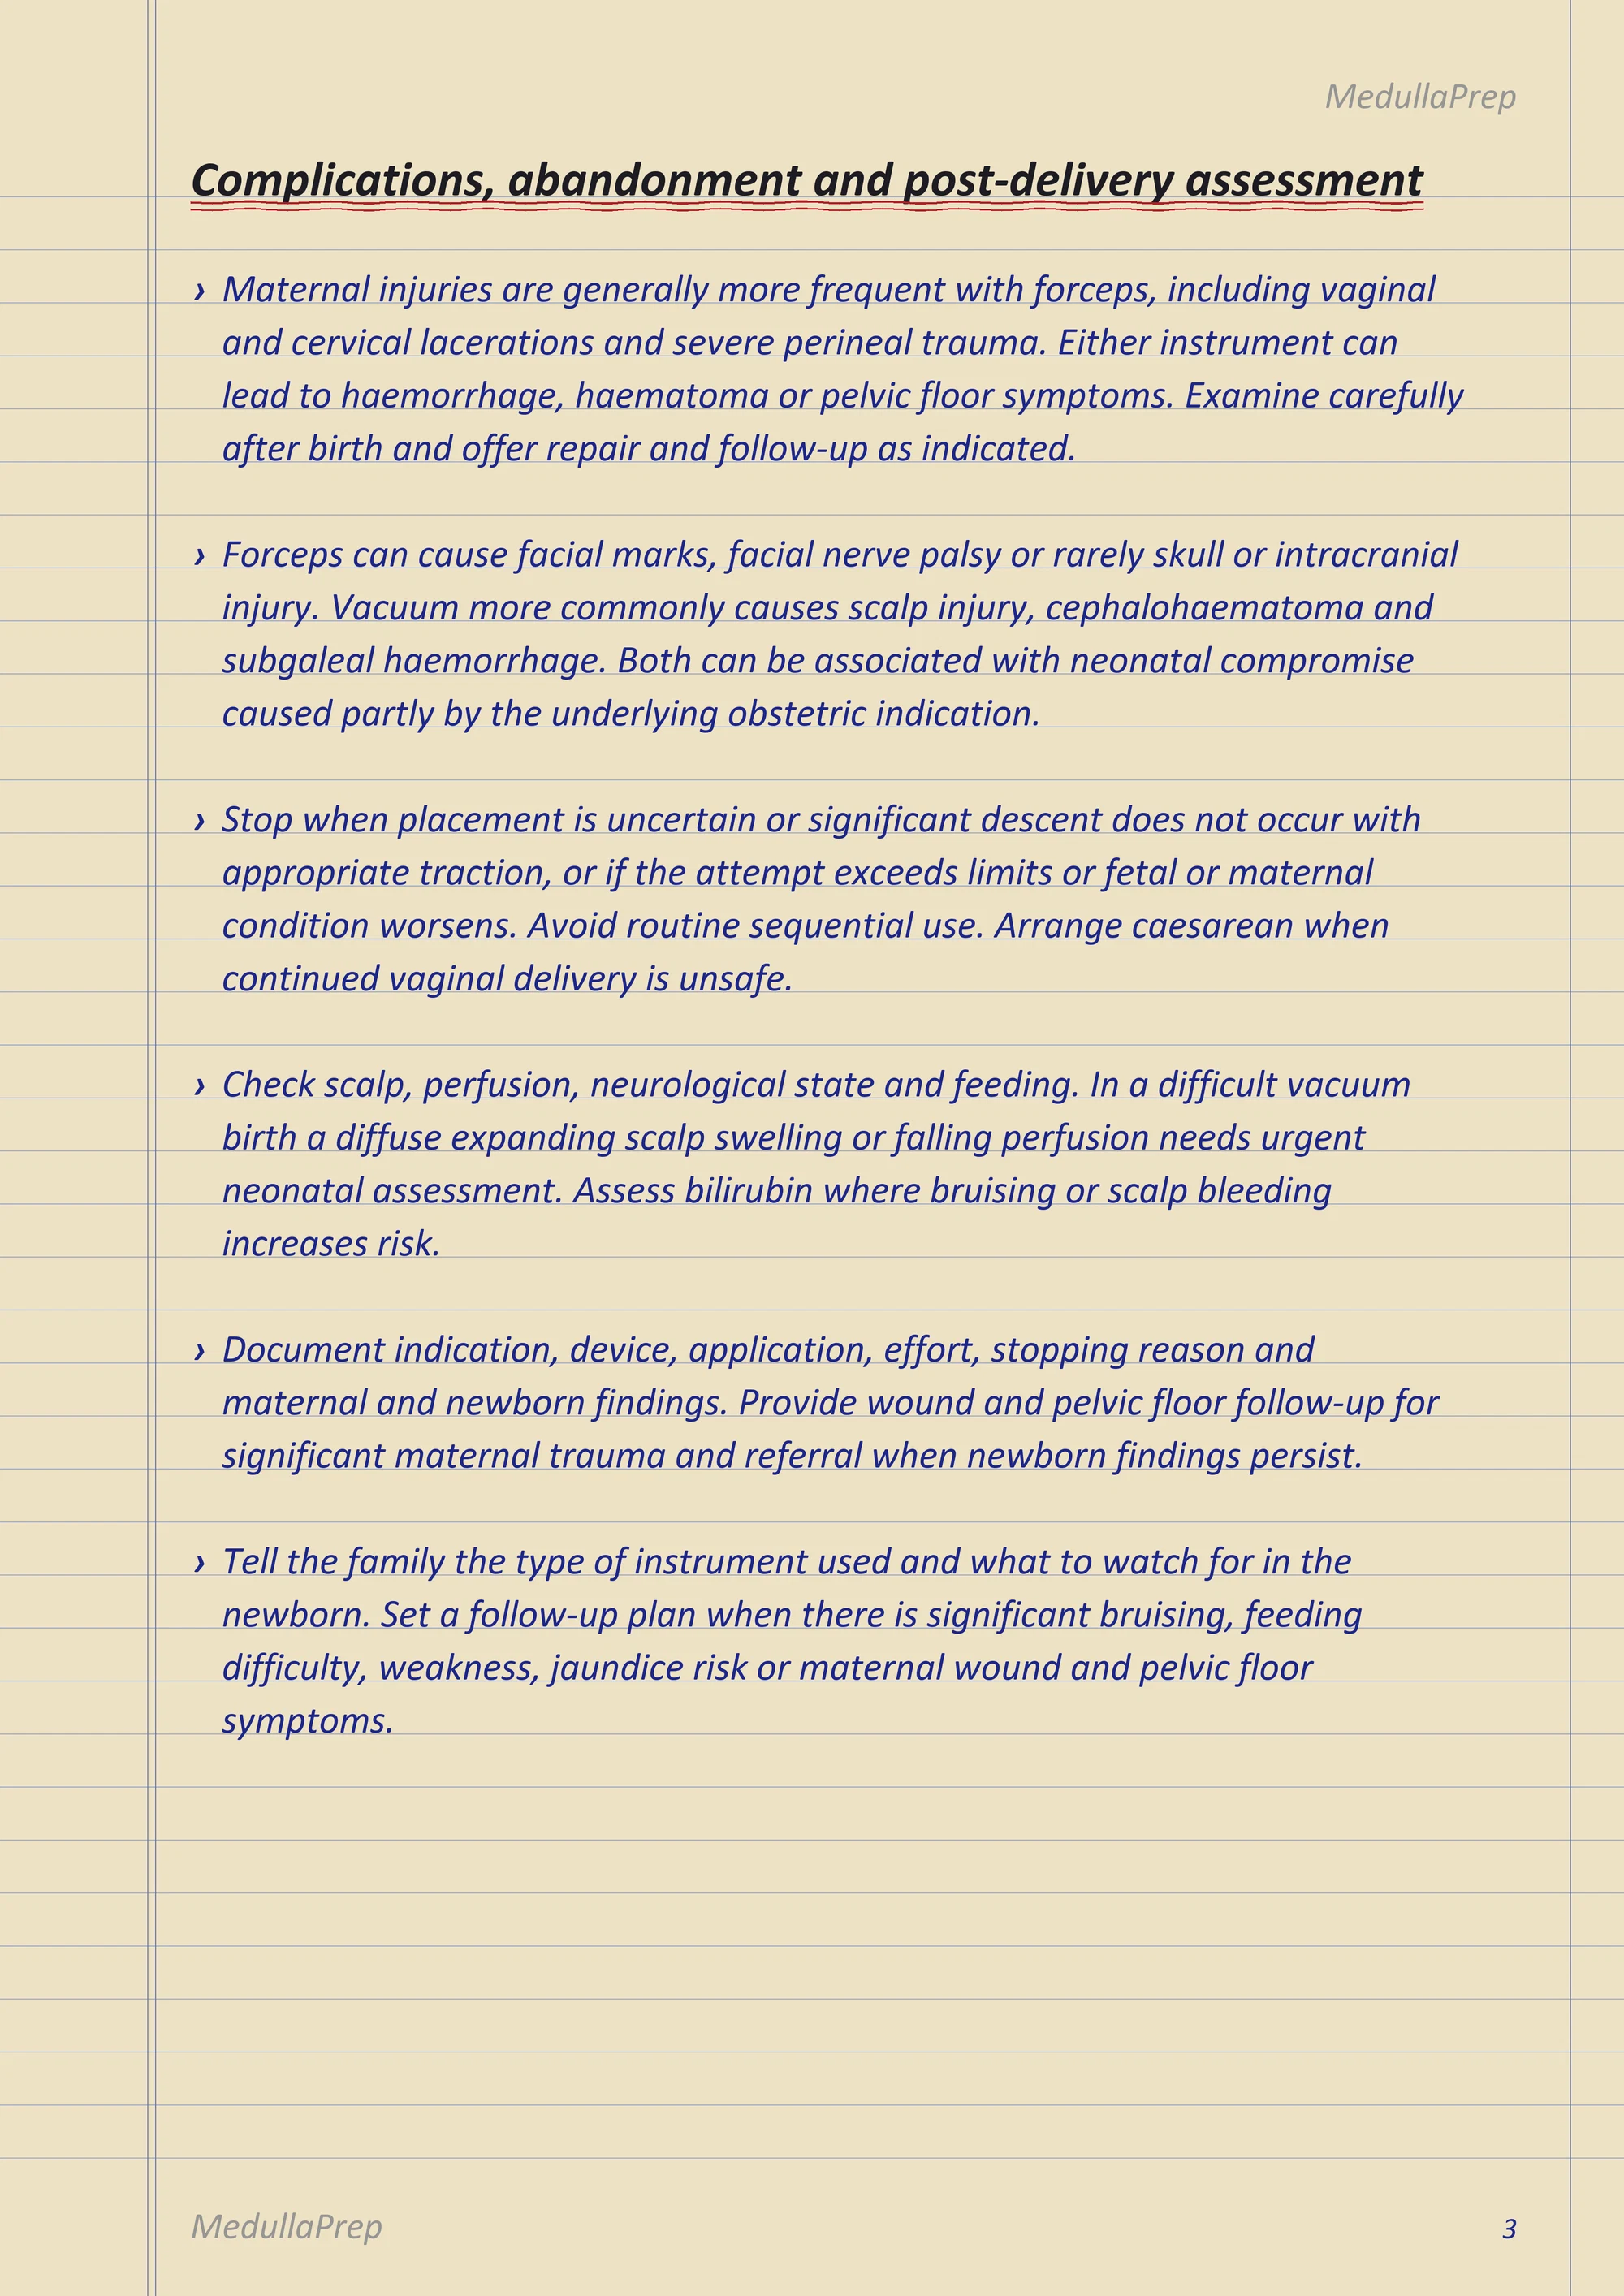 MedullaPrep
Complications, abandonment and post-delivery assessment
› Maternal injuries are generally more frequent with forceps, including vaginal
and cervical lacerations and severe perineal trauma. Either instrument can
lead to haemorrhage, haematoma or pelvic floor symptoms. Examine carefully
after birth and offer repair and follow-up as indicated.
› Forceps can cause facial marks, facial nerve palsy or rarely skull or intracranial
injury. Vacuum more commonly causes scalp injury, cephalohaematoma and
subgaleal haemorrhage. Both can be associated with neonatal compromise
caused partly by the underlying obstetric indication.
› Stop when placement is uncertain or significant descent does not occur with
appropriate traction, or if the attempt exceeds limits or fetal or maternal
condition worsens. Avoid routine sequential use. Arrange caesarean when
continued vaginal delivery is unsafe.
› Check scalp, perfusion, neurological state and feeding. In a difficult vacuum
birth a diffuse expanding scalp swelling or falling perfusion needs urgent
neonatal assessment. Assess bilirubin where bruising or scalp bleeding
increases risk.
› Document indication, device, application, effort, stopping reason and
maternal and newborn findings. Provide wound and pelvic floor follow-up for
significant maternal trauma and referral when newborn findings persist.
› Tell the family the type of instrument used and what to watch for in the
newborn. Set a follow-up plan when there is significant bruising, feeding
difficulty, weakness, jaundice risk or maternal wound and pelvic floor
symptoms.
MedullaPrep
3